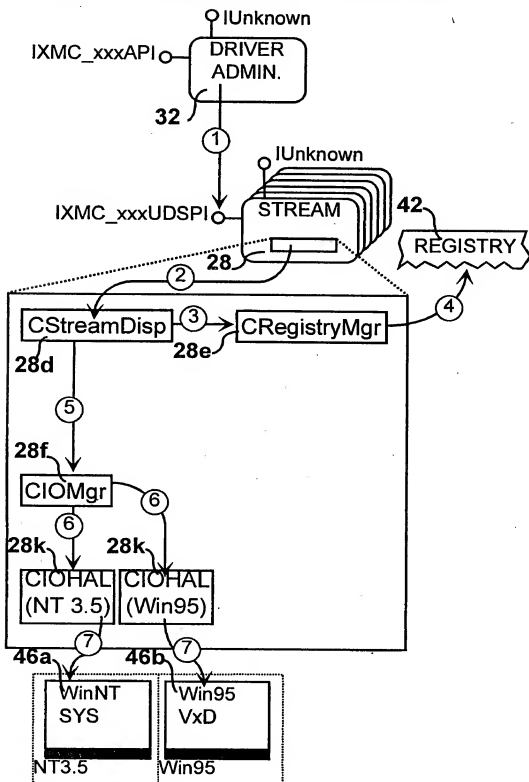 IUnknown
IXMC_xxxAPI
DRIVER
ADMIN.
32
1
IUnknown
IXMC_xxxUDSPI
STREAM
28
42
REGISTRY
2
CStreamDisp
3
CRegistryMgr
4
28d
28e
5
28f
CIOMgr
6
6
28k
28k
CIOHAL
(NT 3.5)
CIOHAL
(Win95)
7
7
46a
46b
WinNT
SYS
Win95
VxD
NT3.5
Win95